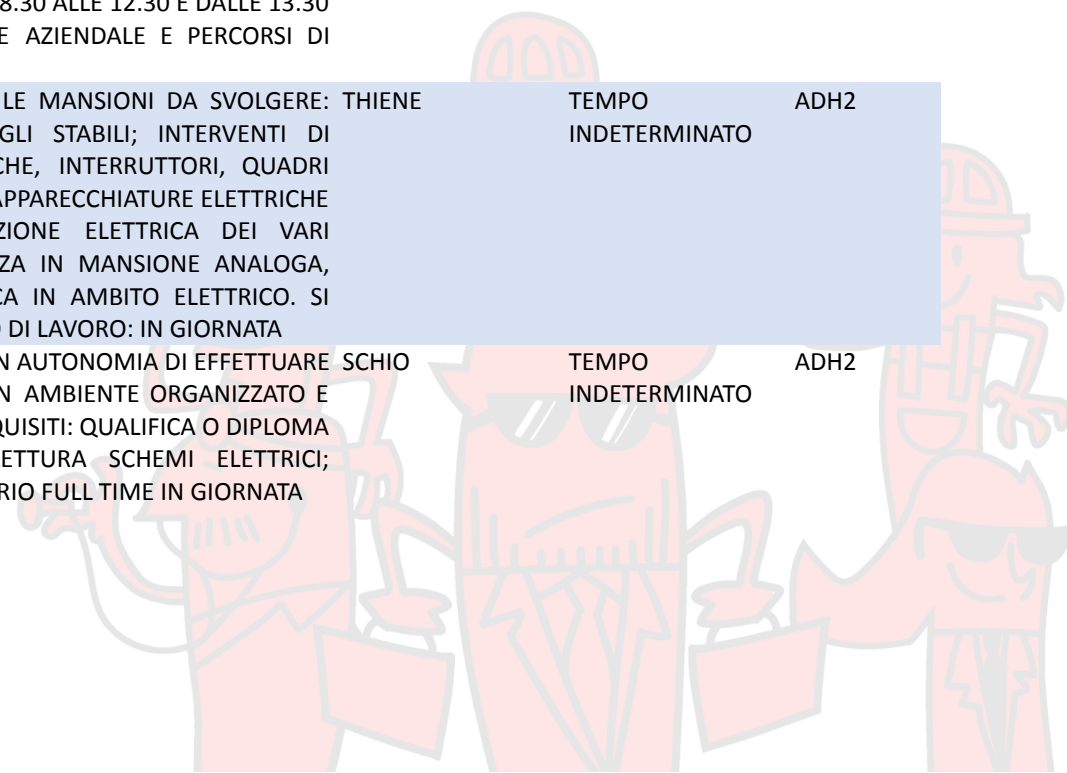 8.30 ALLE 12.30 E DALLE 13.30
E AZIENDALE E PERCORSI DI
LE MANSIONI DA SVOLGERE: THIENE TEMPO ADH2
GLI STABILI; INTERVENTI DI INDETERMINATO
CHE, INTERRUTTORI, QUADRI
APPARECCHIATURE ELETTRICHE
ZIONE ELETTRICA DEI VARI
ZA IN MANSIONE ANALOGA,
CA IN AMBITO ELETTRICO. SI
DI LAVORO: IN GIORNATA
N AUTONOMIA DI EFFETTUARE SCHIO TEMPO ADH2
N AMBIENTE ORGANIZZATO E INDETERMINATO
QUISITI: QUALIFICA O DIPLOMA
LETTURA SCHEMI ELETTRICI;
RIO FULL TIME IN GIORNATA